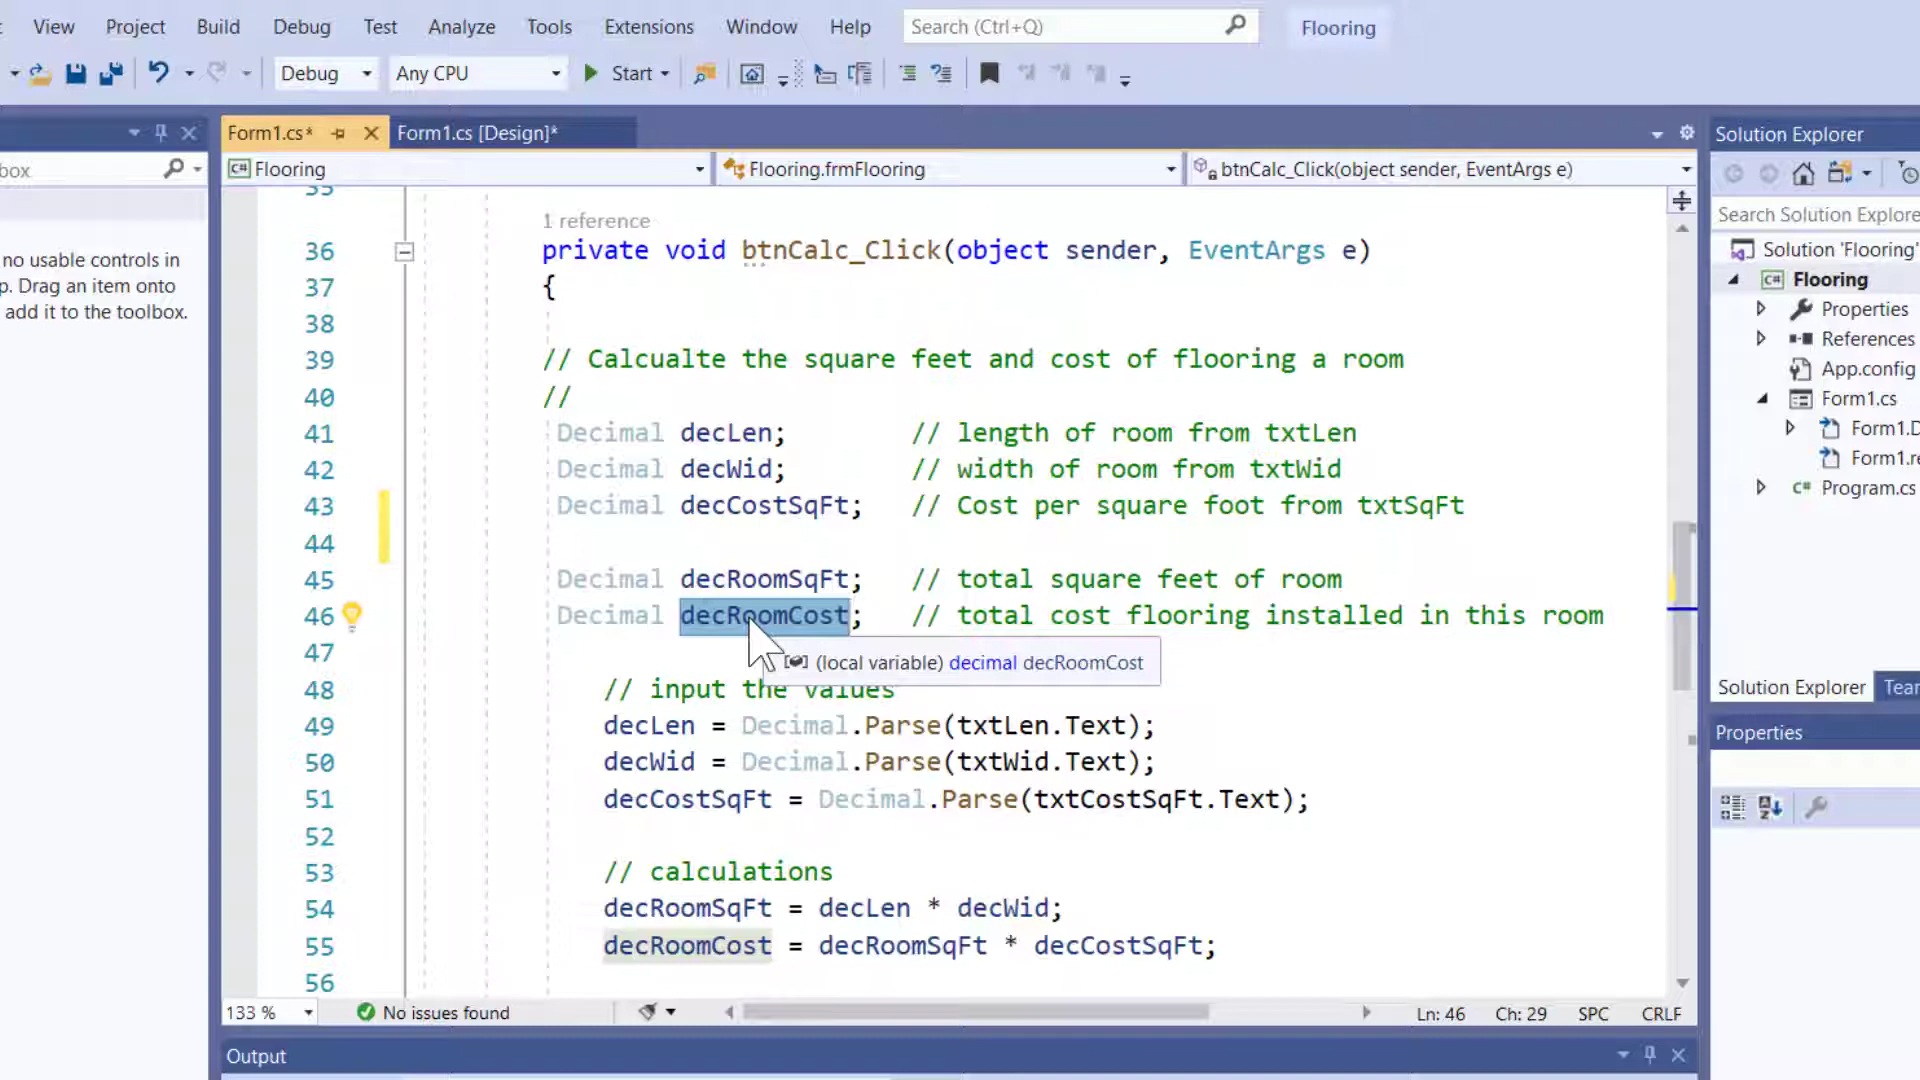 View Project Build Debug Test Analyze Tools Extensions Window Help Search (Ctrl+Q) Flooring
Debug Any CPU Start
Form1.cs* Form1.cs [Design]*
Solution Explorer
box
Flooring Flooring.frmFlooring btnCalc_Click(object sender, EventArgs e)
Search Solution Explore
no usable controls in
p. Drag an item onto
add it to the toolbox.
35
1 reference
36 private void btnCalc_Click(object sender, EventArgs e)
37 {
38
39 // Calcualte the square feet and cost of flooring a room
40 //
41 Decimal decLen; // length of room from txtLen
42 Decimal decWid; // width of room from txtWid
43 Decimal decCostSqFt; // Cost per square foot from txtSqFt
44
45 Decimal decRoomSqFt; // total square feet of room
46 Decimal decRoomCost; // total cost flooring installed in this room
47
(local variable) decimal decRoomCost
48 // input the values
49 decLen = Decimal.Parse(txtLen.Text);
50 decWid = Decimal.Parse(txtWid.Text);
51 decCostSqFt = Decimal.Parse(txtCostSqFt.Text);
52
53 // calculations
54 decRoomSqFt = decLen * decWid;
55 decRoomCost = decRoomSqFt * decCostSqFt;
56
133 % No issues found Ln: 46 Ch: 29 SPC CRLF
Output
Solution 'Flooring'
C# Flooring
Properties
References
App.config
Form1.cs
Form1.D
Form1.re
C# Program.cs
Solution Explorer Tear
Properties